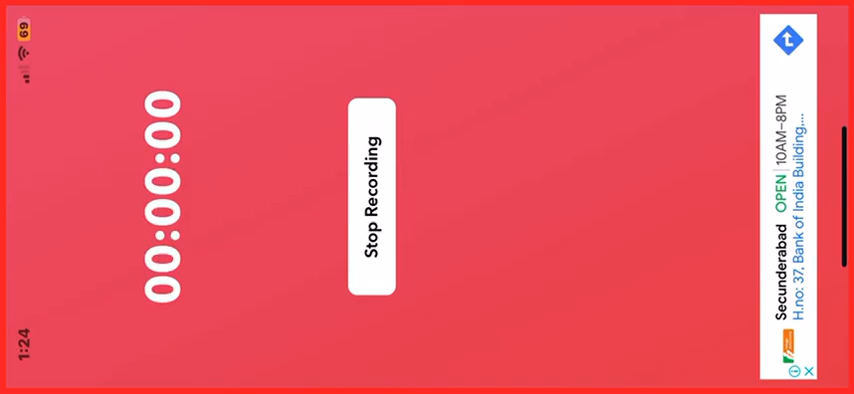 1:24
69
00:00:00
Stop Recording
Secunderabad OPEN | 10AM–8PM
H.no: 37, Bank of India Building,...